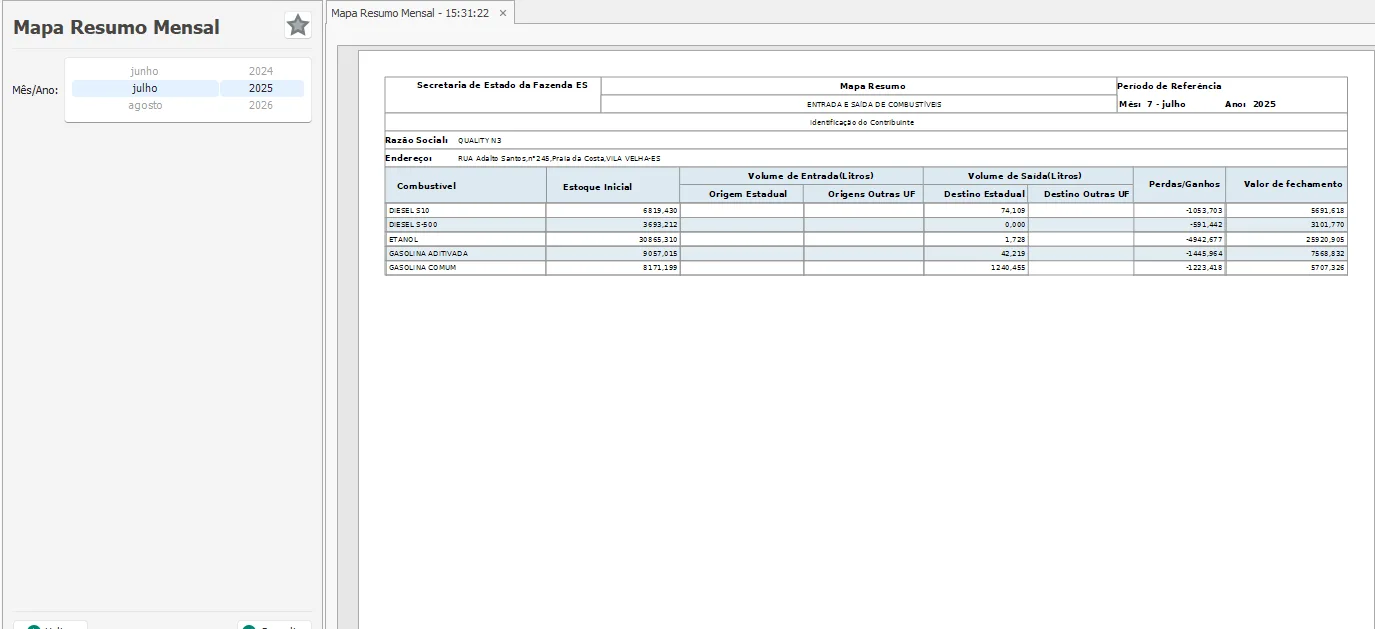 Mapa Resumo Mensal
Mês/Ano:
junho 2024
julho 2025
agosto 2026
Mapa Resumo Mensal - 15:31:22 ×
Secretaria de Estado da Fazenda ES
Mapa Resumo
ENTRADA E SAÍDA DE COMBUSTÍVEIS
Período de Referência
Mês: 7 - julho Ano: 2025
Identificação do Contribuinte
Razão Social: QUALITY N3
Endereço: RUA Adalto Santos,n°245,Praia da Costa,VILA VELHA-ES
Combustível Estoque Inicial Volume de Entrada(Litros) Volume de Saída(Litros) Perdas/Ganhos Valor de fechamento
Origem Estadual Origens Outras UF Destino Estadual Destino Outras UF
DIESEL S10 6819,430 74,109 -1053,703 5691,618
DIESEL S-500 3693,212 0,000 -591,442 3101,770
ETANOL 30865,310 1,728 -4942,677 25920,905
GASOLINA ADITIVADA 9057,015 42,219 -1445,964 7568,832
GASOLINA COMUM 8171,199 1240,455 -1223,418 5707,326